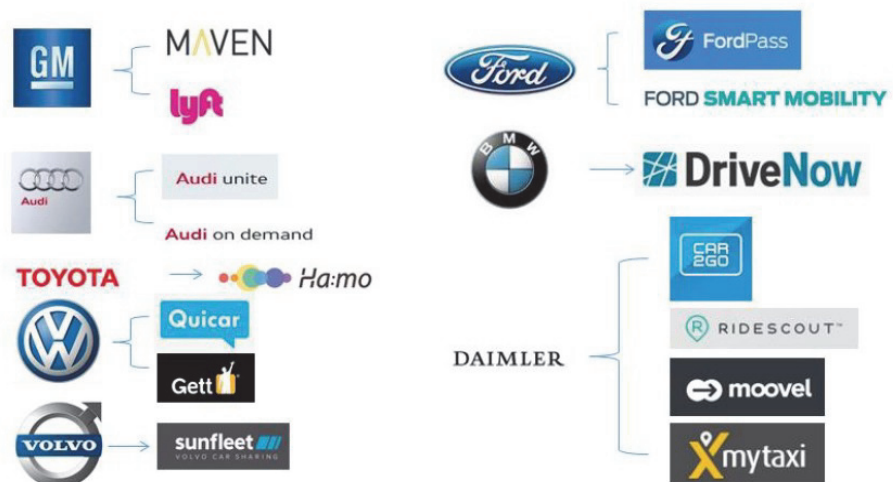 GM
MAVEN
lyft
Audi
Audi unite
Audi on demand
TOYOTA
Ha:mo
VW
Quicar
Gett
VOLVO
sunfleet
VOLVO CAR SHARING
Ford
FordPass
FORD SMART MOBILITY
BMW
DriveNow
DAIMLER
CAR
2GO
R RIDESCOUT™
moovel
mytaxi